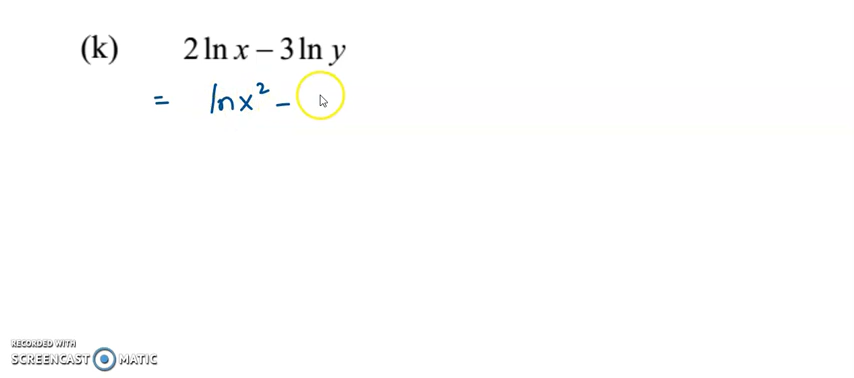 (k) 2 ln x – 3 ln y
= ln x² –
RECORDED WITH
SCREENCAST MATIC